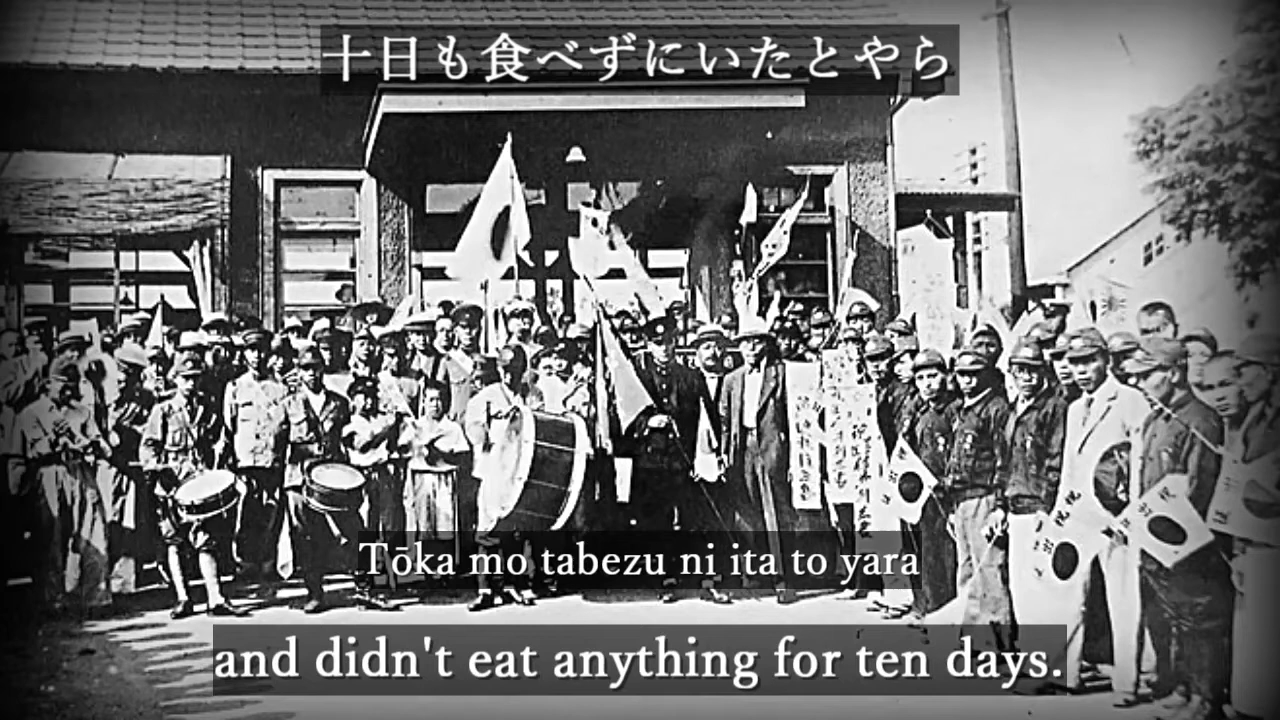 十日も食べずにいたとやら
Tōka mo tabezu ni ita to yara
and didn't eat anything for ten days.